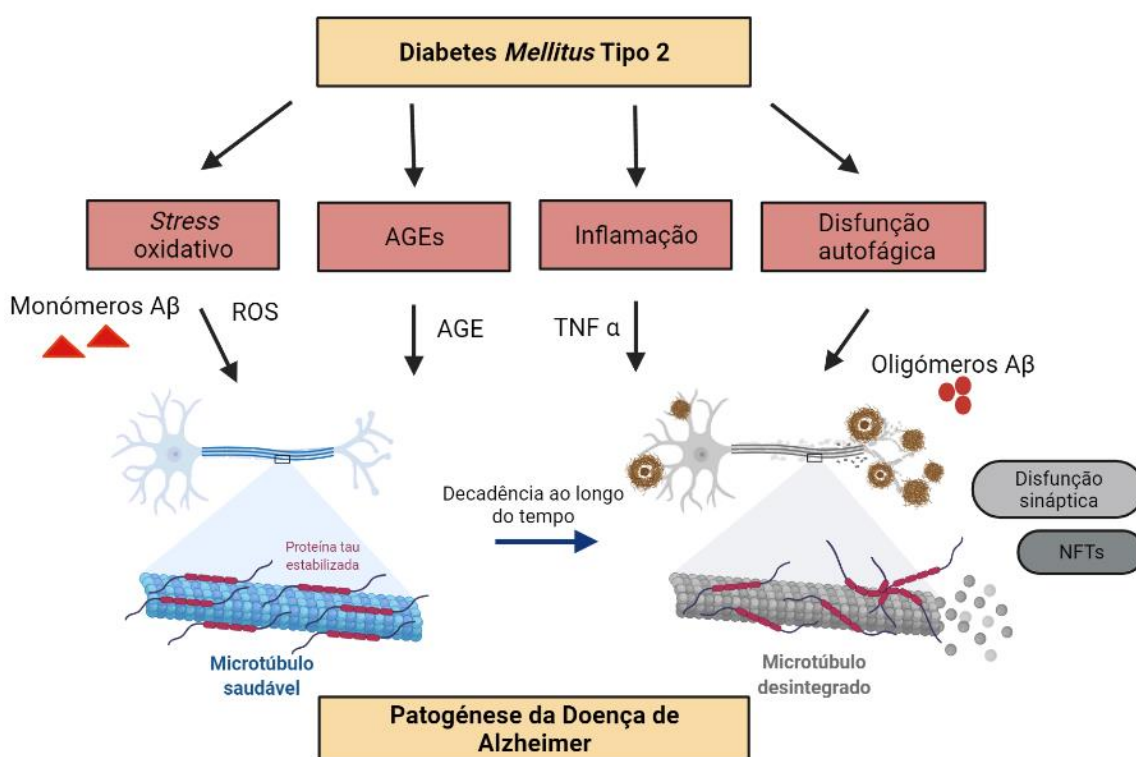 Diabetes Mellitus Tipo 2
Stress
oxidativo
AGEs
Inflamação
Disfunção
autofágica
Monómeros Aβ
ROS
AGE
TNF α
Oligómeros Aβ
Decadência ao longo
do tempo
Disfunção
sináptica
NFTs
Proteína tau
estabilizada
Microtúbulo
saudável
Microtúbulo
desintegrado
Patogénese da Doença de
Alzheimer